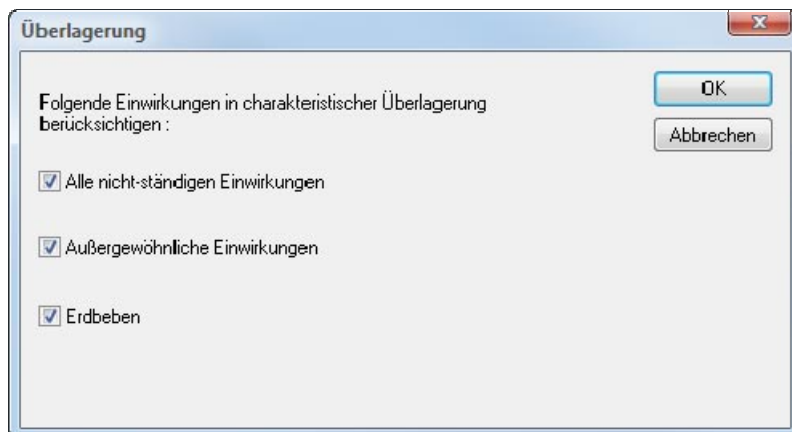 Überlagerung
Folgende Einwirkungen in charakteristischer Überlagerung
berücksichtigen :
OK
Abbrechen
Alle nicht-ständigen Einwirkungen
Außergewöhnliche Einwirkungen
Erdbeben